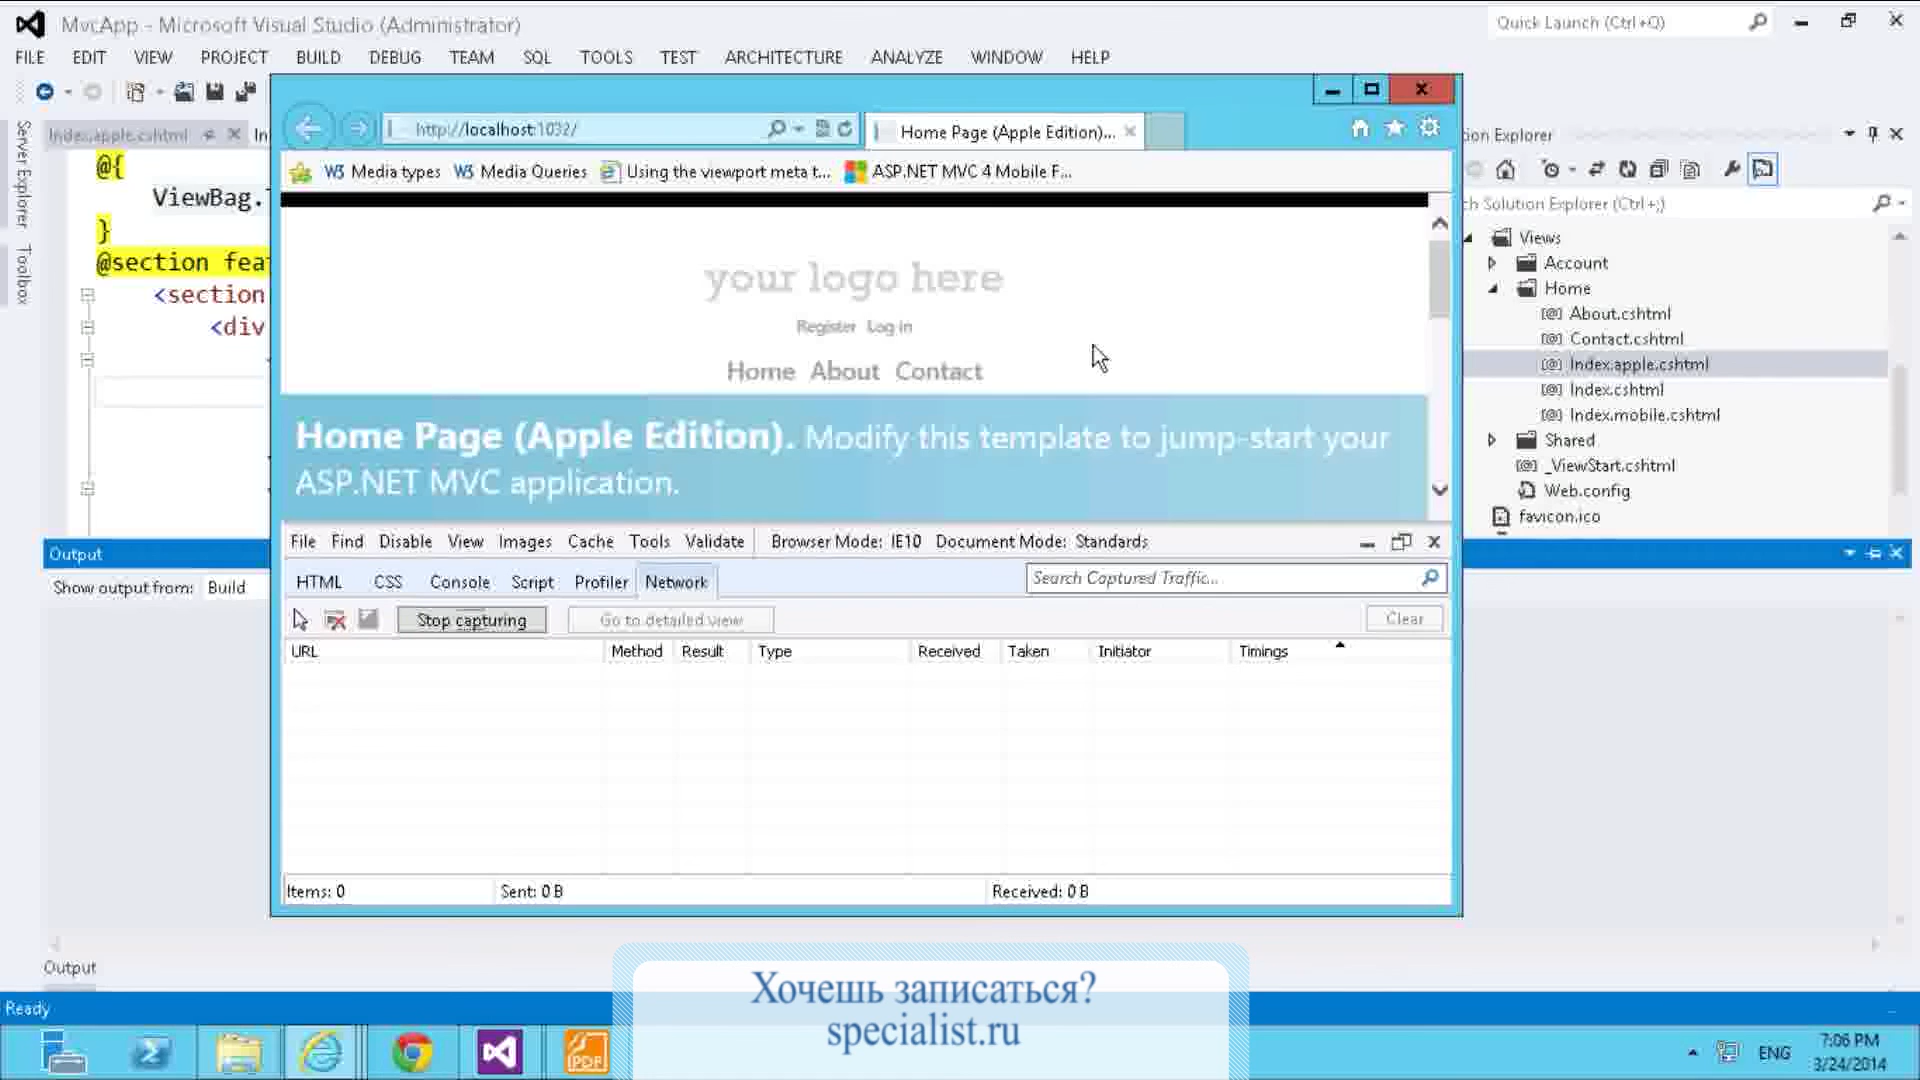 MvcApp - Microsoft Visual Studio (Administrator)
Quick Launch (Ctrl+Q)
FILE EDIT VIEW PROJECT BUILD DEBUG TEAM SQL TOOLS TEST ARCHITECTURE ANALYZE WINDOW HELP
Server Explorer
Toolbox
Index.apple.cshtml In
@{
ViewBag.
}
@section fea
<section
<div
http://localhost:1032/
Home Page (Apple Edition)...
Media types Media Queries Using the viewport meta t... ASP.NET MVC 4 Mobile F...
your logo here
Register Log in
Home About Contact
Home Page (Apple Edition). Modify this template to jump-start your
ASP.NET MVC application.
File Find Disable View Images Cache Tools Validate Browser Mode: IE10 Document Mode: Standards
HTML CSS Console Script Profiler Network Search Captured Traffic...
Stop capturing Go to detailed view Clear
URL Method Result Type Received Taken Initiator Timings
Items: 0 Sent: 0 B Received: 0 B
ion Explorer
ch Solution Explorer (Ctrl+;)
Views
Account
Home
About.cshtml
Contact.cshtml
Index.apple.cshtml
Index.cshtml
Index.mobile.cshtml
Shared
_ViewStart.cshtml
Web.config
favicon.ico
Output
Show output from: Build
Output
Ready
Хочешь записаться?
specialist.ru
PDF
ENG
7:06 PM
3/24/2014